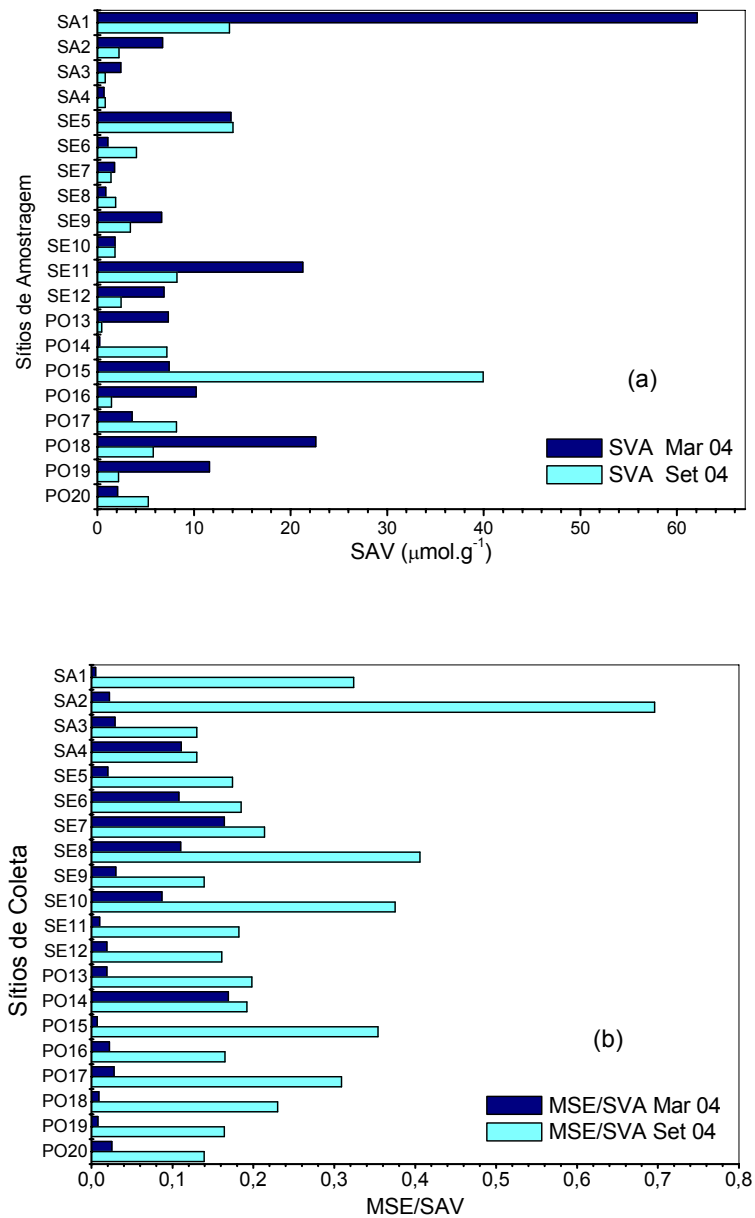 SA1
SA2
SA3
SA4
SE5
SE6
SE7
SE8
SE9
SE10
SE11
SE12
PO13
PO14
PO15
PO16
PO17
PO18
PO19
PO20
Sítios de Amostragem
(a)
SVA Mar 04
SVA Set 04
0 10 20 30 40 50 60
SAV (μmol.g⁻¹)
SA1
SA2
SA3
SA4
SE5
SE6
SE7
SE8
SE9
SE10
SE11
SE12
PO13
PO14
PO15
PO16
PO17
PO18
PO19
PO20
Sítios de Coleta
(b)
MSE/SVA Mar 04
MSE/SVA Set 04
0,0 0,1 0,2 0,3 0,4 0,5 0,6 0,7 0,8
MSE/SAV